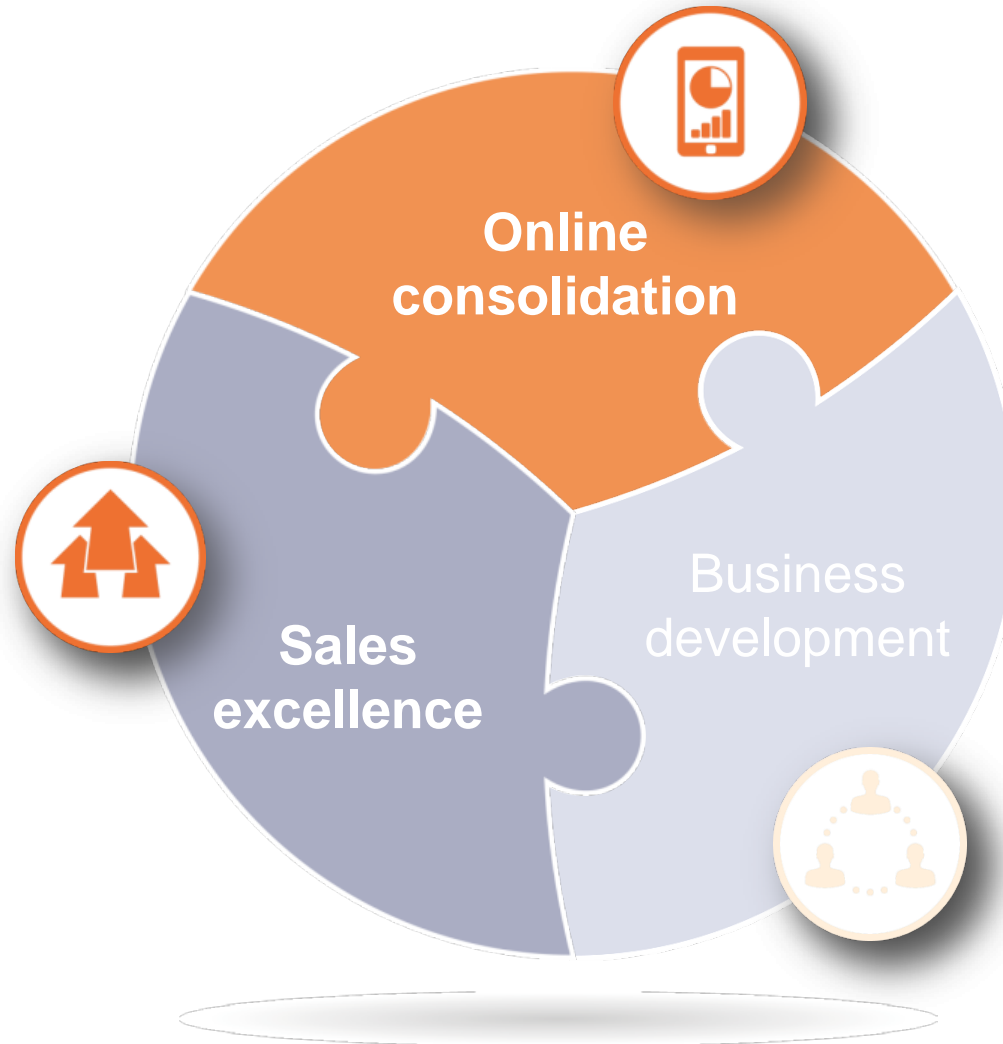 Online
consolidation
Business
development
Sales
excellence